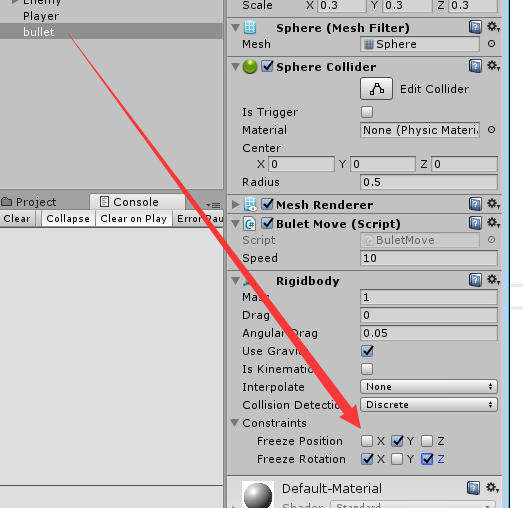 Enemy
Player
bullet
Project
Console
Clear Collapse Clear on Play Error Pau
Scale X 0.3 Y 0.3 Z 0.3
Sphere (Mesh Filter)
Mesh Sphere
Sphere Collider
Edit Collider
Is Trigger
Material None (Physic Materi
Center
X 0 Y 0 Z 0
Radius 0.5
Mesh Renderer
Bulet Move (Script)
Script BuletMove
Speed 10
Rigidbody
Mass 1
Drag 0
Angular Drag 0.05
Use Gravi
Is Kinemati
Interpolate None
Collision Detectio Discrete
Constraints
Freeze Position X Y Z
Freeze Rotation X Y Z
Default-Material
Shader Standard